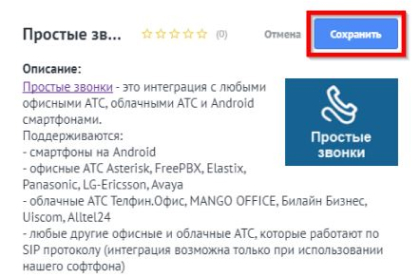 Простые зв... ☆☆☆☆☆ (0) Отмена Сохранить
Описание:
Простые звонки - это интеграция с любыми
офисными АТС, облачными АТС и Android
смартфонами.
Поддерживаются:
- смартфоны на Android
- офисные АТС Asterisk, FreePBX, Elastix,
Panasonic, LG-Ericsson, Avaya
Простые
звонки
- облачные АТС Телфин.Офис, MANGO OFFICE, Билайн Бизнес,
Uiscom, Alltel24
- любые другие офисные и облачные АТС, которые работают по
SIP протоколу (интеграция возможна только при использовании
нашего софтфона)